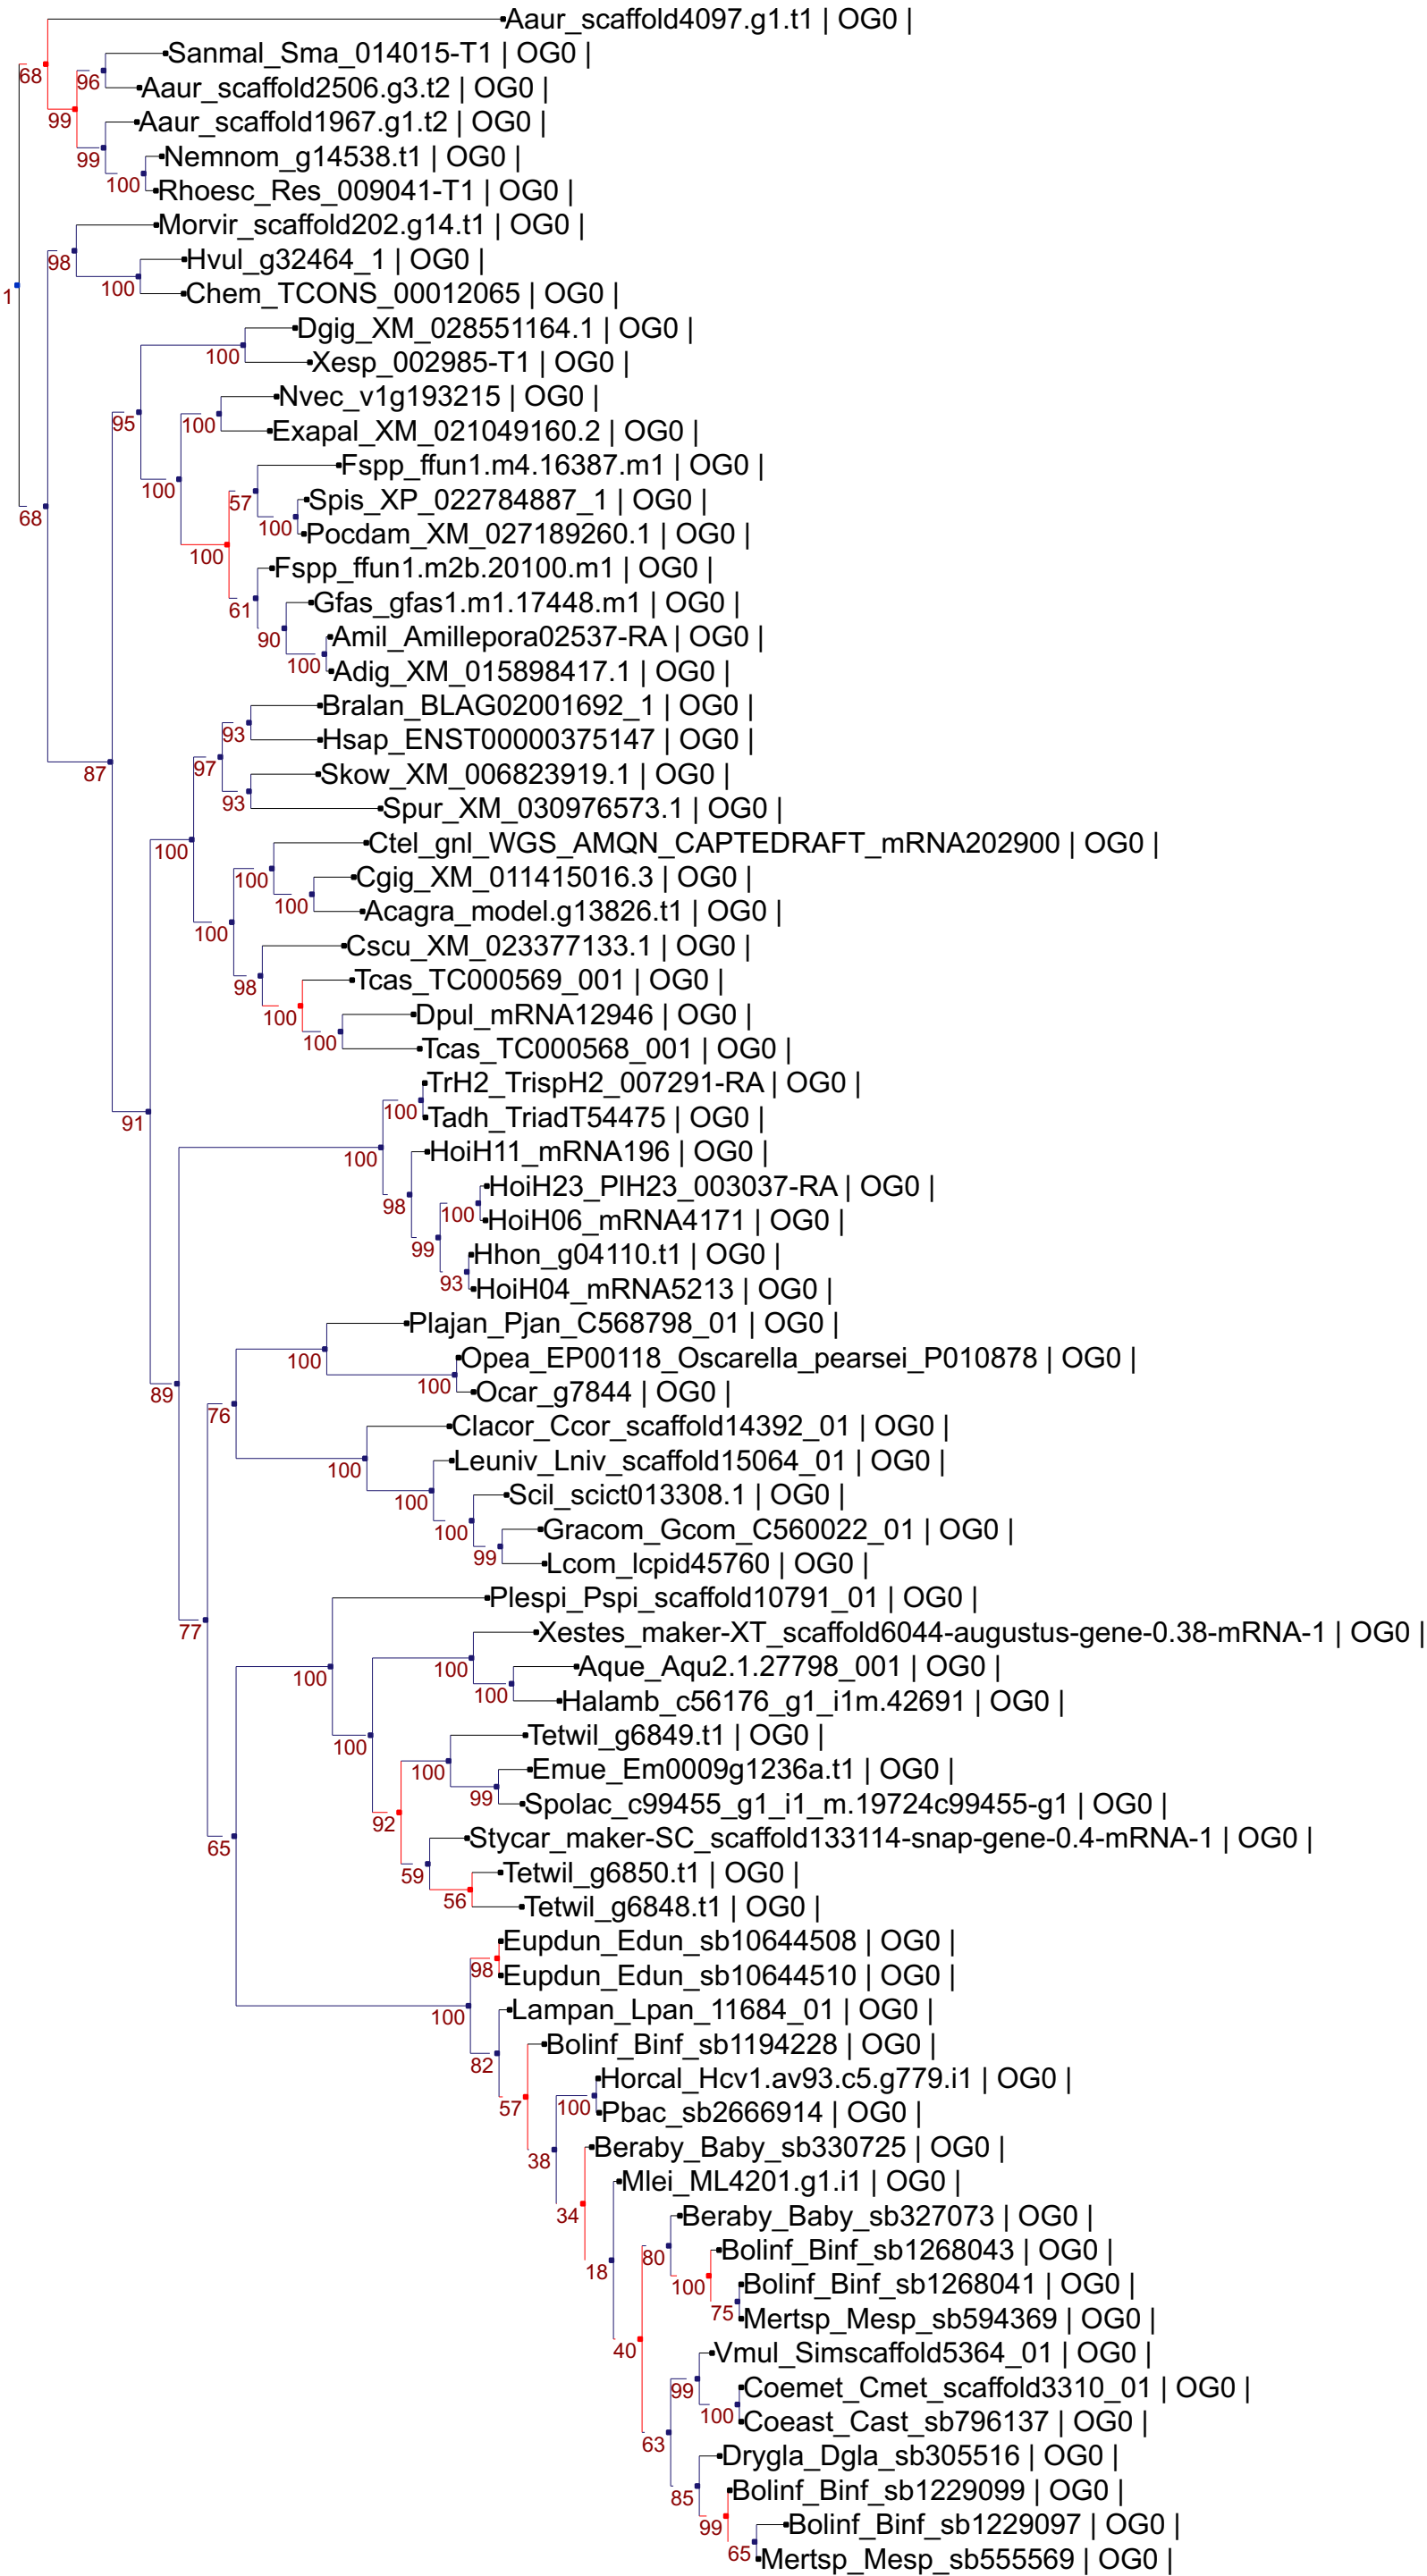 Aaur_scaffold4097.g1.t1 | OG0 |
Sanmal_Sma_014015-T1 | OG0 |
68
96
Aaur_scaffold2506.g3.t2 | OG0 |
99
Aaur_scaffold1967.g1.t2 | OG0 |
99
Nemnom_g14538.t1 | OG0 |
100
Rhoesc_Res_009041-T1 | OG0 |
Morvir_scaffold202.g14.t1 | OG0 |
98
Hvul_g32464_1 | OG0 |
100
1
Chem_TCONS_00012065 | OG0 |
Dgig_XM_028551164.1 | OG0 |
100
Xesp_002985-T1 | OG0 |
Nvec_v1g193215 | OG0 |
95
100
Exapal_XM_021049160.2 | OG0 |
Fspp_ffun1.m4.16387.m1 | OG0 |
100
57
Spis_XP_022784887_1 | OG0 |
68
100
Pocdam_XM_027189260.1 | OG0 |
100
Fspp_ffun1.m2b.20100.m1 | OG0 |
61
Gfas_gfas1.m1.17448.m1 | OG0 |
90
Amil_Amillepora02537-RA | OG0 |
100
Adig_XM_015898417.1 | OG0 |
Bralan_BLAG02001692_1 | OG0 |
93
Hsap_ENST00000375147 | OG0 |
97
87
Skow_XM_006823919.1 | OG0 |
93
Spur_XM_030976573.1 | OG0 |
100
Ctel_gnl_WGS_AMQN_CAPTEDRAFT_mRNA202900 | OG0 |
100
Cgig_XM_011415016.3 | OG0 |
100
Acagra_model.g13826.t1 | OG0 |
100
Cscu_XM_023377133.1 | OG0 |
98
Tcas_TC000569_001 | OG0 |
100
Dpul_mRNA12946 | OG0 |
100
Tcas_TC000568_001 | OG0 |
TrH2_TrispH2_007291-RA | OG0 |
100
Tadh_TriadT54475 | OG0 |
91
HoiH11_mRNA196 | OG0 |
100
HoiH23_PlH23_003037-RA | OG0 |
98
100
HoiH06_mRNA4171 | OG0 |
99
Hhon_g04110.t1 | OG0 |
93
HoiH04_mRNA5213 | OG0 |
Plajan_Pjan_C568798_01 | OG0 |
100
Opea_EP00118_Oscarella_pearsei_P010878 | OG0 |
100
89
Ocar_g7844 | OG0 |
76
Clacor_Ccor_scaffold14392_01 | OG0 |
Leuniv_Lniv_scaffold15064_01 | OG0 |
100
Scil_scict013308.1 | OG0 |
100
Gracom_Gcom_C560022_01 | OG0 |
100
99
Lcom_lcpid45760 | OG0 |
Plespi_Pspi_scaffold10791_01 | OG0 |
77
Xestes_maker-XT_scaffold6044-augustus-gene-0.38-mRNA-1 | OG0 |
100
Aque_Aqu2.1.27798_001 | OG0 |
100
100
Halamb_c56176_g1_i1m.42691 | OG0 |
Tetwil_g6849.t1 | OG0 |
100
Emue_Em0009g1236a.t1 | OG0 |
100
99
Spolac_c99455_g1_i1_m.19724c99455-g1 | OG0 |
92
Stycar_maker-SC_scaffold133114-snap-gene-0.4-mRNA-1 | OG0 |
65
Tetwil_g6850.t1 | OG0 |
59
56
Tetwil_g6848.t1 | OG0 |
Eupdun_Edun_sb10644508 | OG0 |
98
Eupdun_Edun_sb10644510 | OG0 |
100
Lampan_Lpan_11684_01 | OG0 |
Bolinf_Binf_sb1194228 | OG0 |
82
Horcal_Hcv1.av93.c5.g779.i1 | OG0 |
57
100
Pbac_sb2666914 | OG0 |
Beraby_Baby_sb330725 | OG0 |
38
Mlei_ML4201.g1.i1 | OG0 |
34
Beraby_Baby_sb327073 | OG0 |
Bolinf_Binf_sb1268043 | OG0 |
80
18
100
Bolinf_Binf_sb1268041 | OG0 |
75
Mertsp_Mesp_sb594369 | OG0 |
40
Vmul_Simscaffold5364_01 | OG0 |
99
Coemet_Cmet_scaffold3310_01 | OG0 |
100
Coeast_Cast_sb796137 | OG0 |
63
Drygla_Dgla_sb305516 | OG0 |
85
Bolinf_Binf_sb1229099 | OG0 |
99
Bolinf_Binf_sb1229097 | OG0 |
65
Mertsp_Mesp_sb555569 | OG0 |